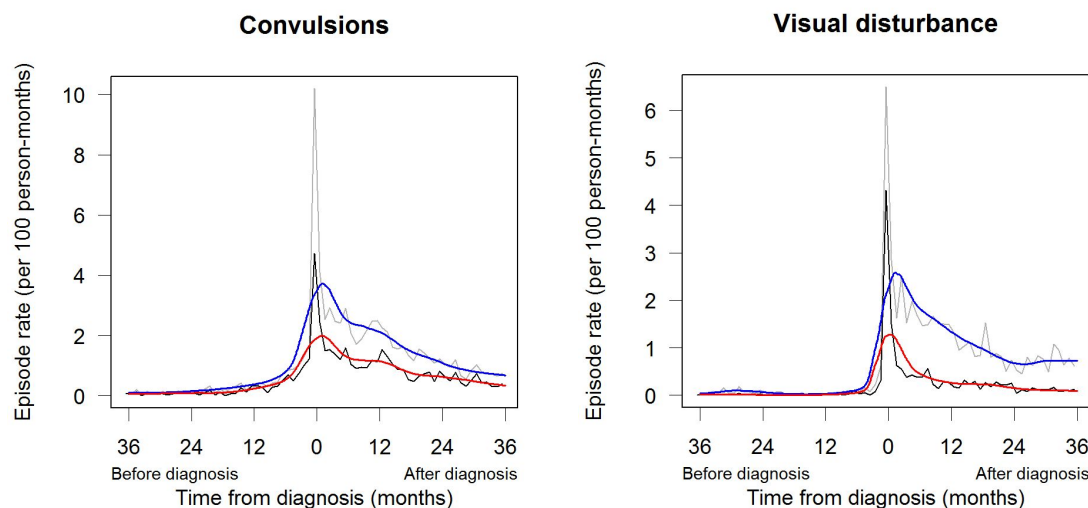 Convulsions
Episode rate (per 100 person-months)
10
8
6
4
2
0
36 24 12 0 12 24 36
Before diagnosis After diagnosis
Time from diagnosis (months)
Visual disturbance
Episode rate (per 100 person-months)
6
5
4
3
2
1
0
36 24 12 0 12 24 36
Before diagnosis After diagnosis
Time from diagnosis (months)